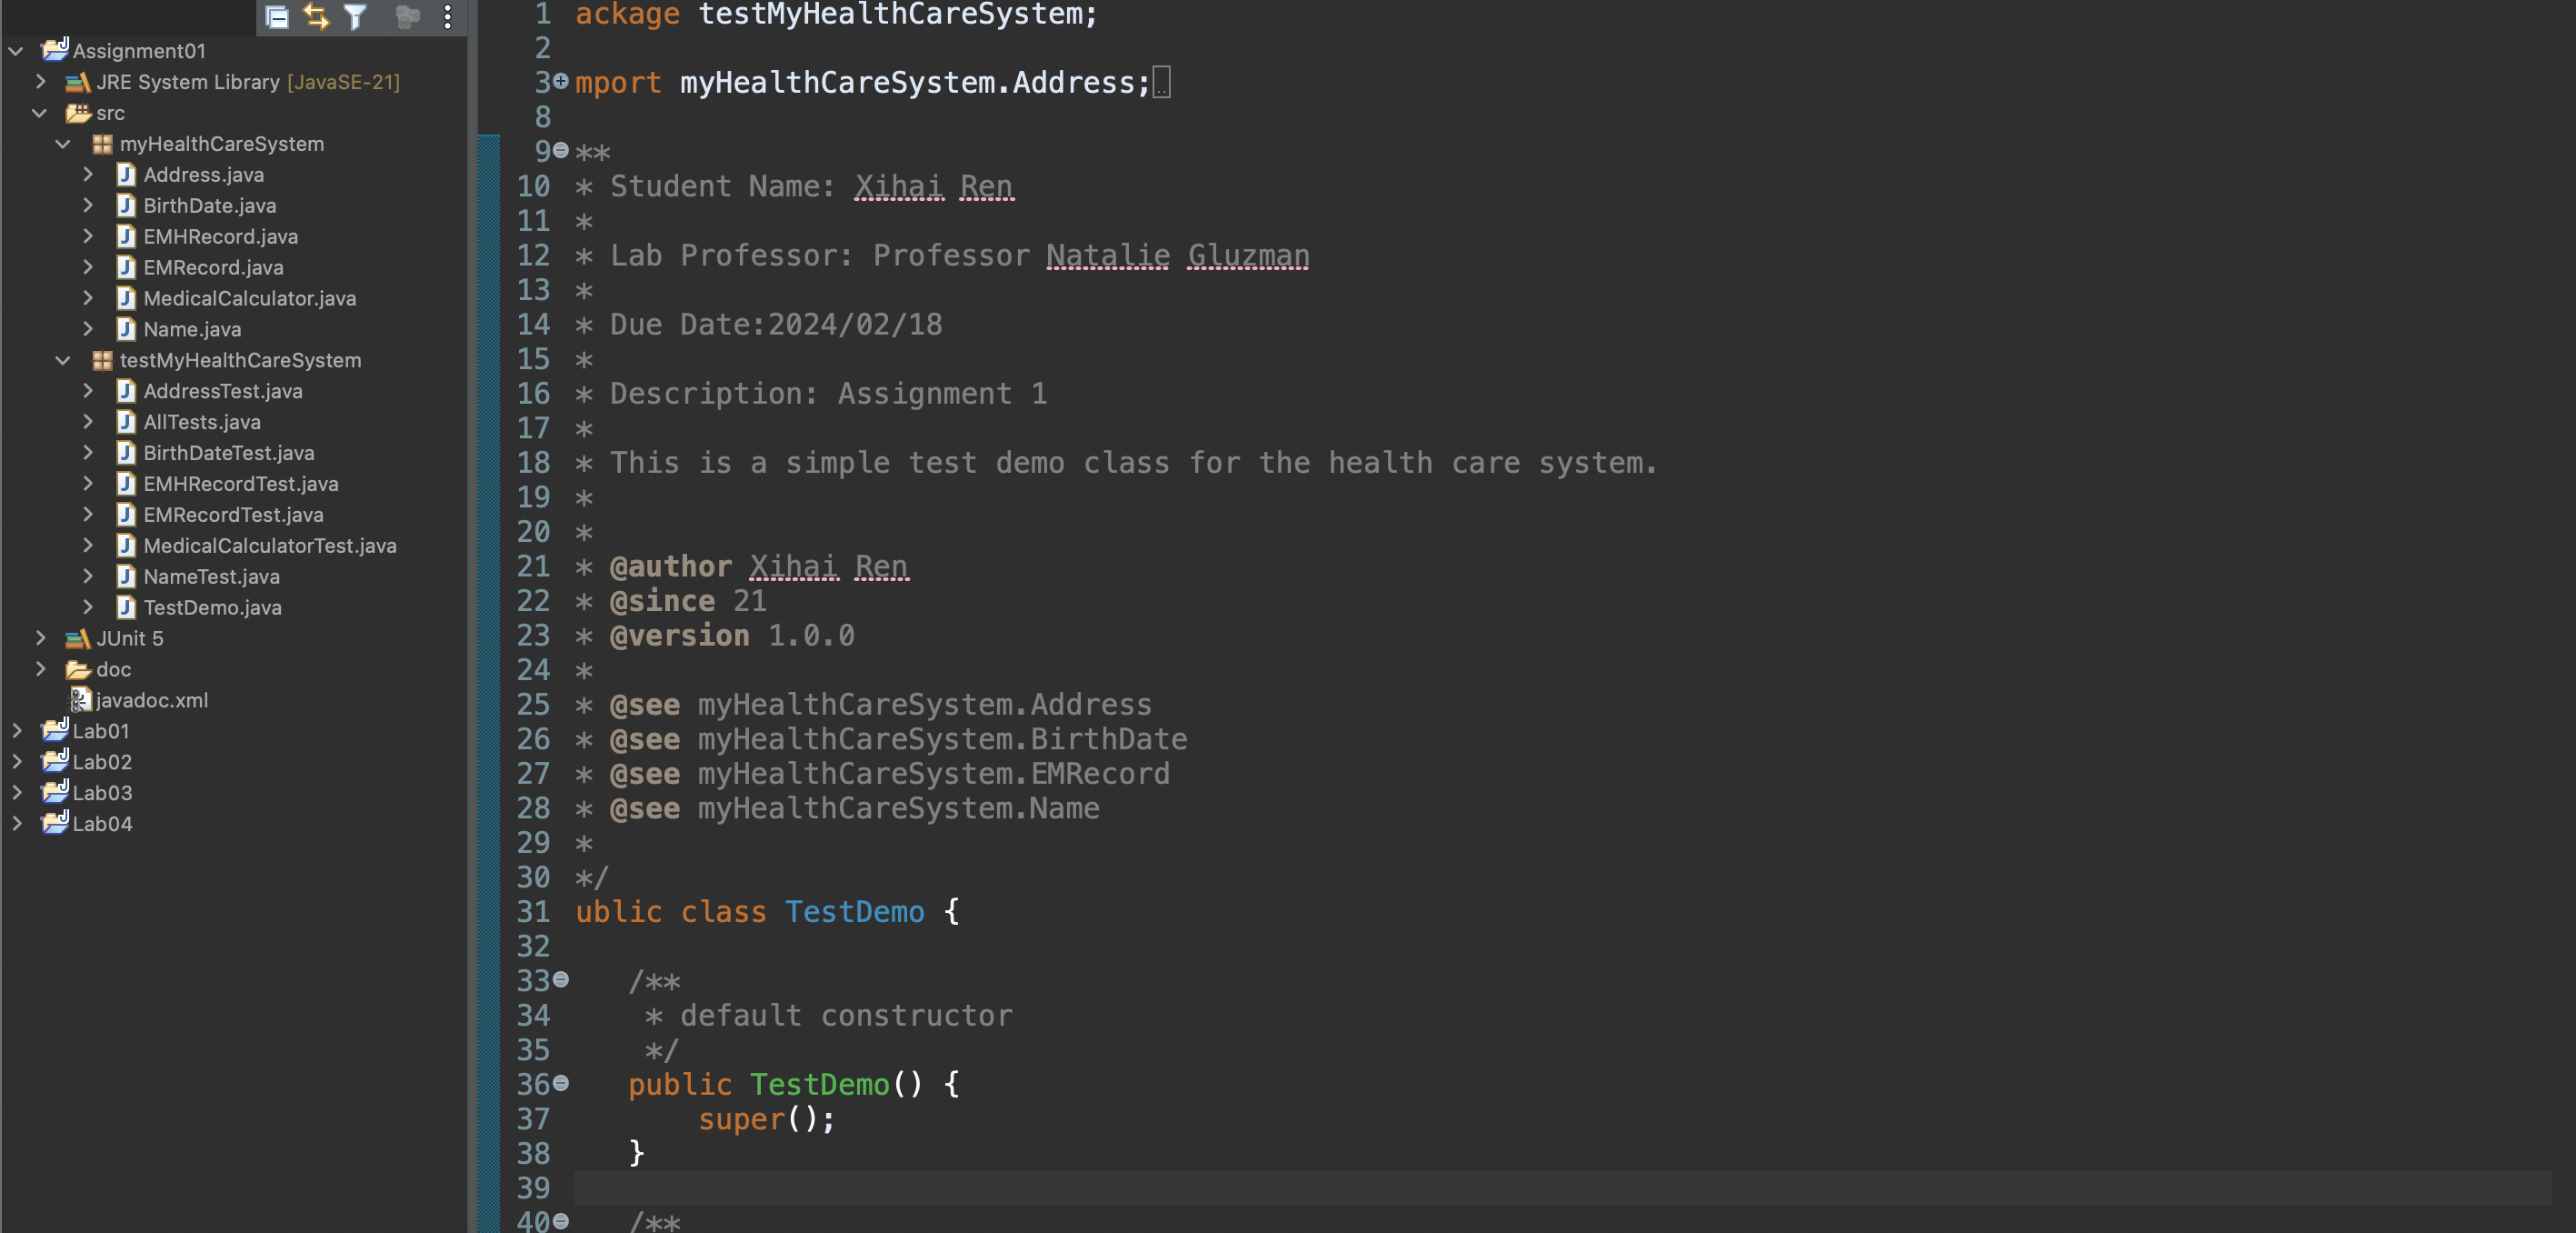 Assignment01
JRE System Library [JavaSE-21]
src
myHealthCareSystem
Address.java
BirthDate.java
EMHRecord.java
EMRecord.java
MedicalCalculator.java
Name.java
testMyHealthCareSystem
AddressTest.java
AllTests.java
BirthDateTest.java
EMHRecordTest.java
EMRecordTest.java
MedicalCalculatorTest.java
NameTest.java
TestDemo.java
JUnit 5
doc
javadoc.xml
Lab01
Lab02
Lab03
Lab04
1 ackage testMyHealthCareSystem;
2
3 mport myHealthCareSystem.Address;
8
9 **
10 * Student Name: Xihai Ren
11 *
12 * Lab Professor: Professor Natalie Gluzman
13 *
14 * Due Date:2024/02/18
15 *
16 * Description: Assignment 1
17 *
18 * This is a simple test demo class for the health care system.
19 *
20 *
21 * @author Xihai Ren
22 * @since 21
23 * @version 1.0.0
24 *
25 * @see myHealthCareSystem.Address
26 * @see myHealthCareSystem.BirthDate
27 * @see myHealthCareSystem.EMRecord
28 * @see myHealthCareSystem.Name
29 *
30 */
31 ublic class TestDemo {
32
33 /**
34 * default constructor
35 */
36 public TestDemo() {
37 super();
38 }
39
40 /**